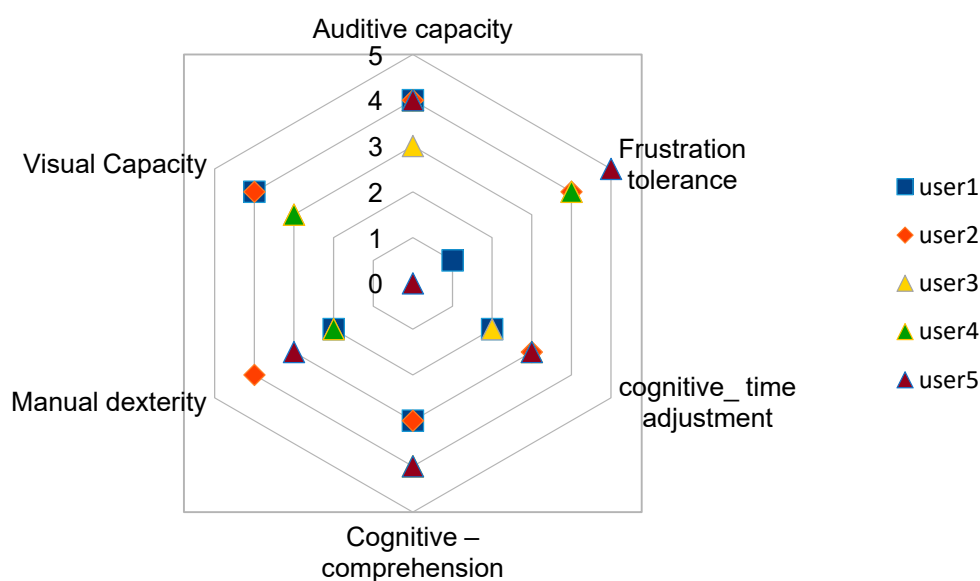 Auditive capacity
5
4
3
2
1
0
Visual Capacity
Frustration
tolerance
Manual dexterity
cognitive_ time
adjustment
Cognitive –
comprehension
user1
user2
user3
user4
user5